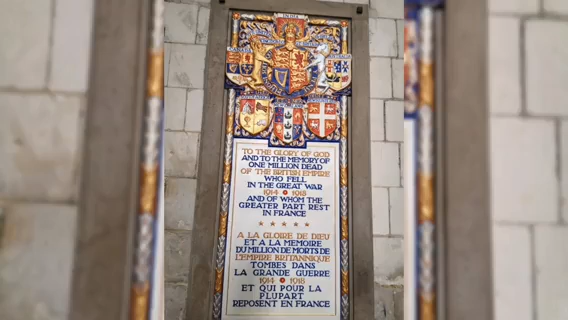 INDIA
TO THE GLORY OF GOD
AND TO THE MEMORY OF
ONE MILLION DEAD
OF THE BRITISH EMPIRE
WHO FELL
IN THE GREAT WAR
1914 1918
AND OF WHOM THE
GREATER PART REST
IN FRANCE
A LA GLOIRE DE DIEU
ET A LA MEMOIRE
DU MILLION DE MORTS DE
L'EMPIRE BRITANNIQUE
TOMBES DANS
LA GRANDE GUERRE
1914 1918
ET QUI POUR LA
PLUPART
REPOSENT EN FRANCE